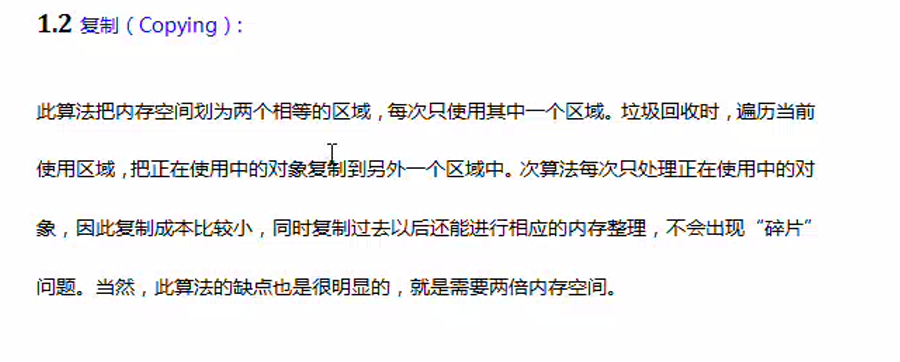 1.2 复制（Copying）:
此算法把内存空间划为两个相等的区域，每次只使用其中一个区域。垃圾回收时，遍历当前
使用区域，把正在使用中的对象复制到另外一个区域中。次算法每次只处理正在使用中的对
象，因此复制成本比较小，同时复制过去以后还能进行相应的内存整理，不会出现“碎片”
问题。当然，此算法的缺点也是很明显的，就是需要两倍内存空间。